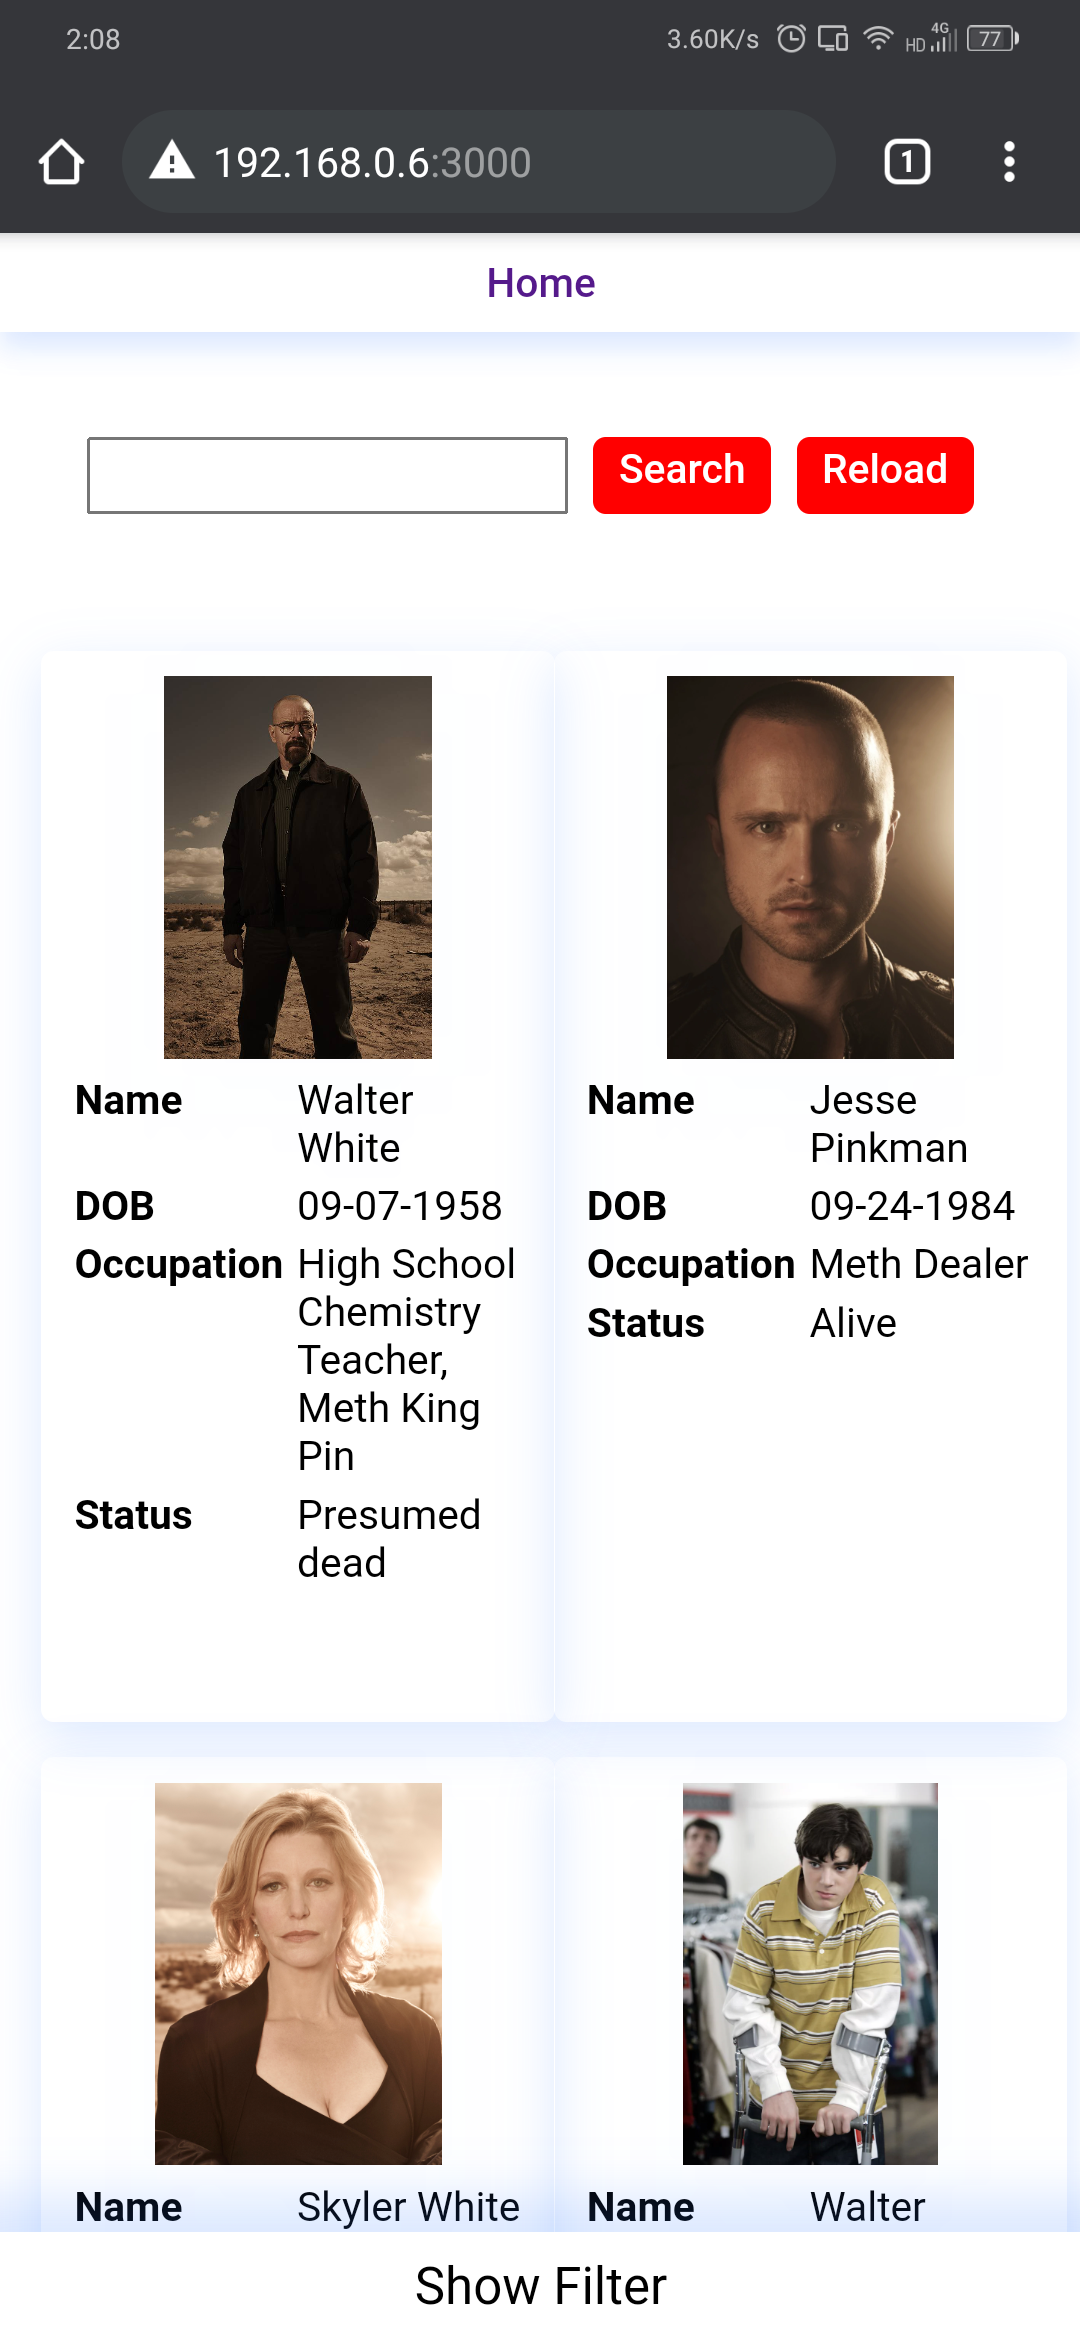 2:08
3.60K/s
HD 4G
77
192.168.0.6:3000
1
Home
Search
Reload
Name Walter White
DOB 09-07-1958
Occupation High School Chemistry Teacher, Meth King Pin
Status Presumed dead
Name Jesse Pinkman
DOB 09-24-1984
Occupation Meth Dealer
Status Alive
Name Skyler White
Name Walter
Show Filter